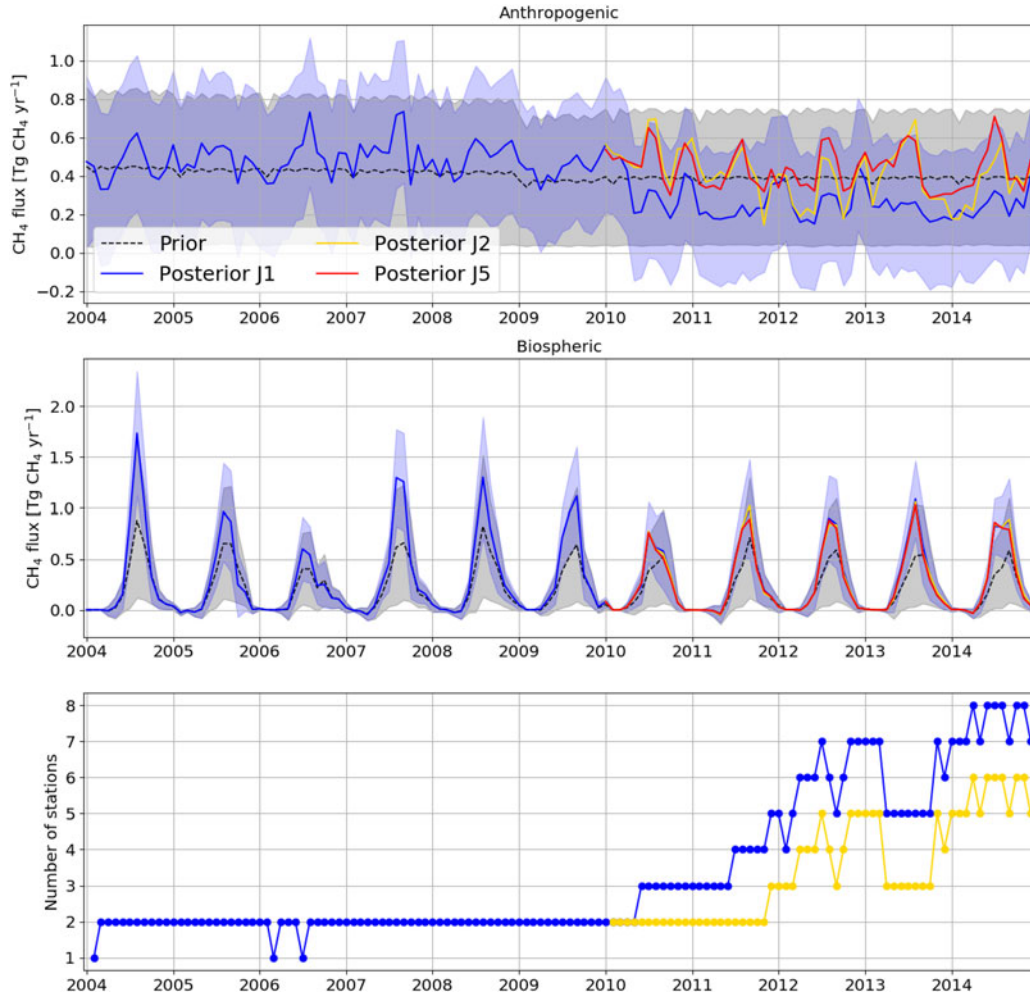 Anthropogenic
CH₄ flux [Tg CH₄ yr⁻¹]
1.0
0.8
0.6
0.4
0.2
0.0
−0.2
Prior
Posterior J1
Posterior J2
Posterior J5
2004 2005 2006 2007 2008 2009 2010 2011 2012 2013 2014
Biospheric
CH₄ flux [Tg CH₄ yr⁻¹]
2.0
1.5
1.0
0.5
0.0
2004 2005 2006 2007 2008 2009 2010 2011 2012 2013 2014
Number of stations
8
7
6
5
4
3
2
1
2004 2005 2006 2007 2008 2009 2010 2011 2012 2013 2014